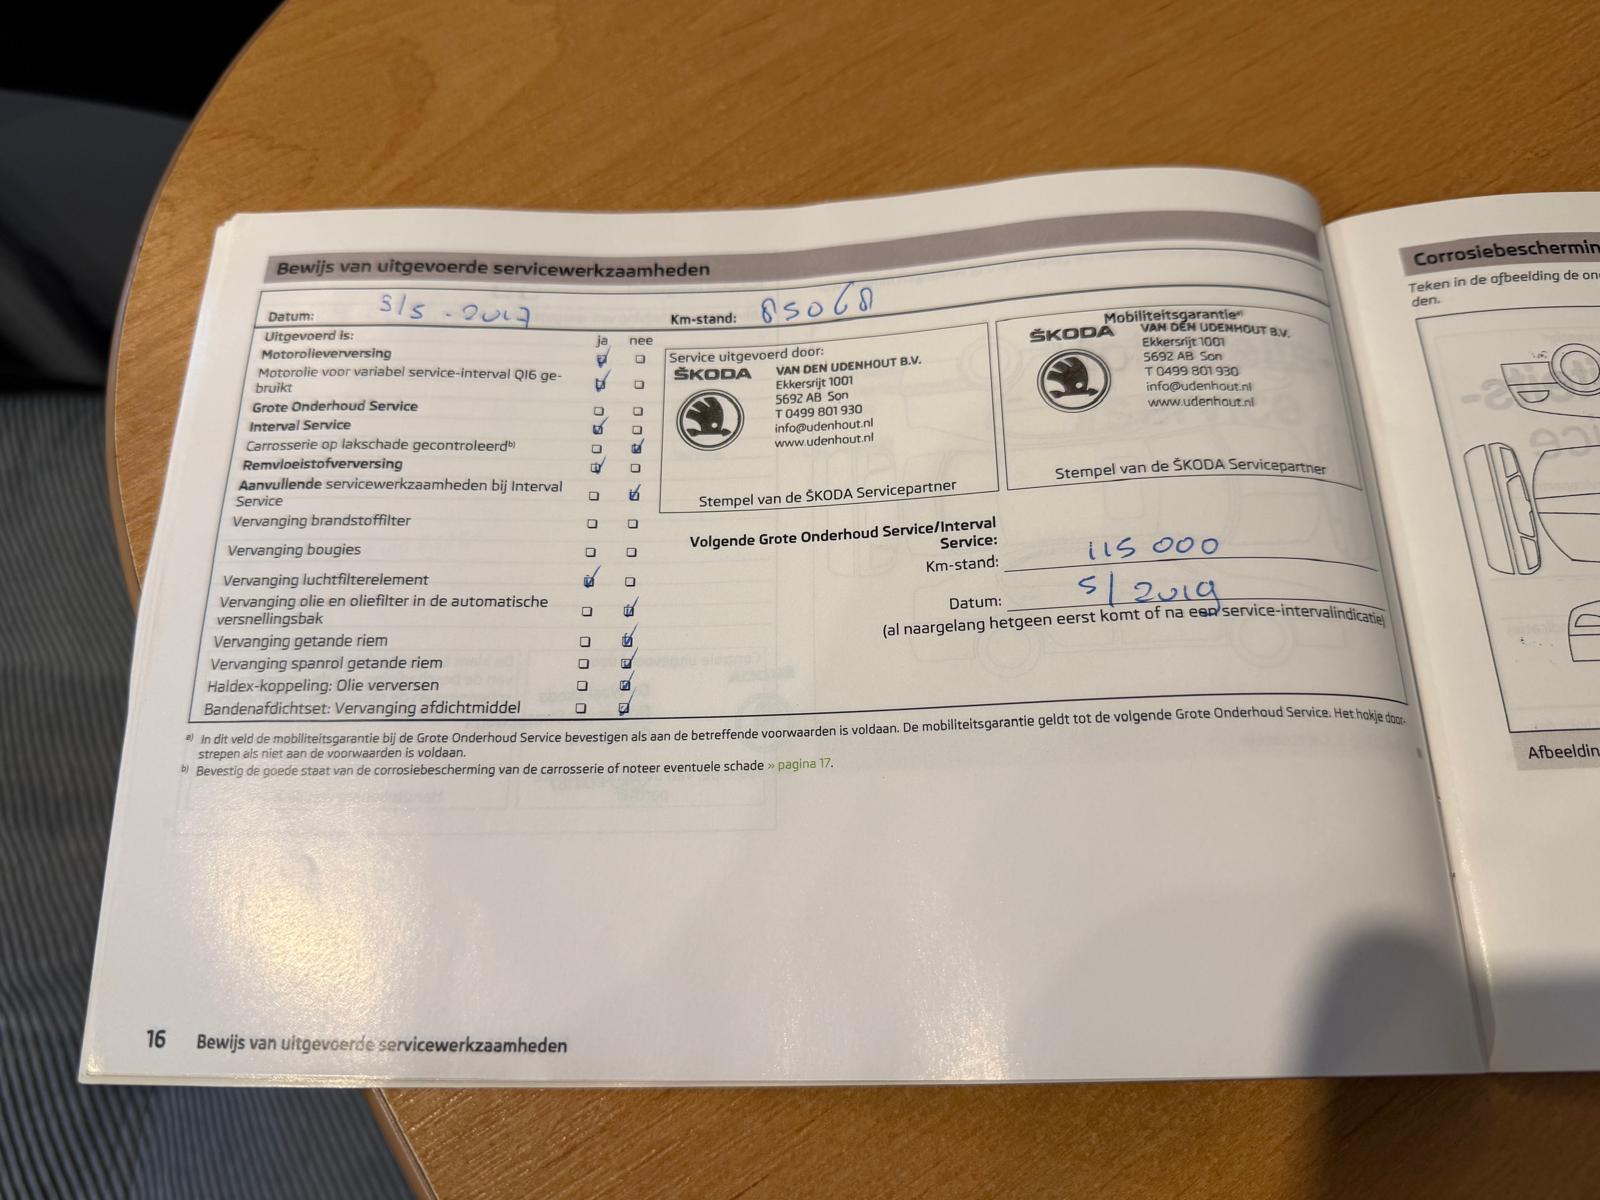 Bewijs van uitgevoerde servicewerkzaamheden
Datum: 3/5 - 2017
Km-stand: 85068
Uitgevoerd is:
ja nee
Motorolieverversing
Motorolie voor variabel service-interval QI6 ge-
bruikt
Grote Onderhoud Service
Interval Service
Carrosserie op lakschade gecontroleerd b)
Remvloeistofverversing
Aanvullende servicewerkzaamheden bij Interval
Service
Vervanging brandstoffilter
Vervanging bougies
Vervanging luchtfilterelement
Vervanging olie en oliefilter in de automatische
versnellingsbak
Vervanging getande riem
Vervanging spanrol getande riem
Haldex-koppeling: Olie verversen
Bandenafdichtset: Vervanging afdichtmiddel
Service uitgevoerd door:
ŠKODA
VAN DEN UDENHOUT B.V.
Ekkersrijt 1001
5692 AB Son
T 0499 801 930
info@udenhout.nl
www.udenhout.nl
Stempel van de ŠKODA Servicepartner
Mobiliteitsgarantie a)
ŠKODA
VAN DEN UDENHOUT B.V.
Ekkersrijt 1001
5692 AB Son
T 0499 801 930
info@udenhout.nl
www.udenhout.nl
Stempel van de ŠKODA Servicepartner
Volgende Grote Onderhoud Service/Interval
Service:
Km-stand: 115 000
Datum: 5/2019
(al naargelang hetgeen eerst komt of na een service-intervalindicatie)
a) In dit veld de mobiliteitsgarantie bij de Grote Onderhoud Service bevestigen als aan de betreffende voorwaarden is voldaan. De mobiliteitsgarantie geldt tot de volgende Grote Onderhoud Service. Het hokje door-
strepen als niet aan de voorwaarden is voldaan.
b) Bevestig de goede staat van de corrosiebescherming van de carrosserie of noteer eventuele schade » pagina 17.
16 Bewijs van uitgevoerde servicewerkzaamheden
Corrosiebeschermin
Teken in de afbeelding de on
den.
Afbeeldin